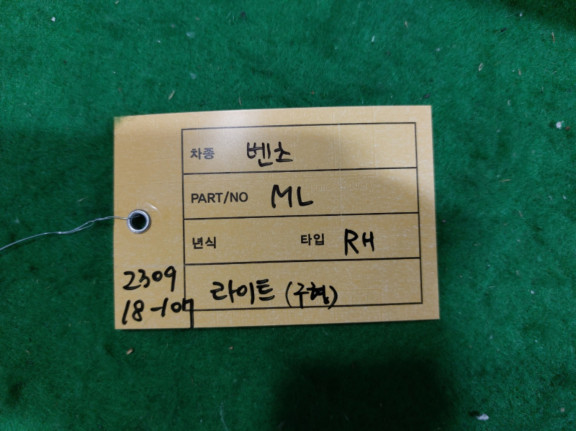 차종 벤츠
PART/NO ML
년식 타입 RH
라이트 (구형)
2309
18-107